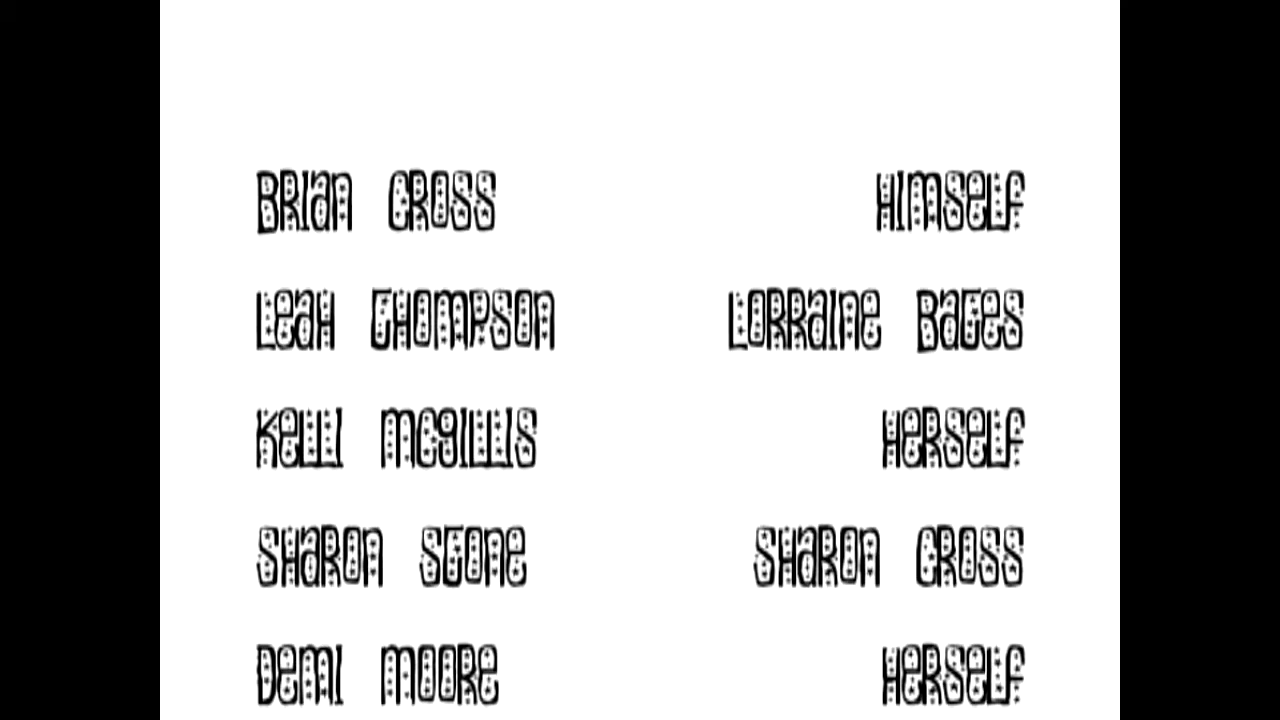 Brian Cross Himself
Leah Thompson Lorraine Bates
Kelli McGillis Herself
Sharon Stone Sharon Cross
Demi Moore Herself